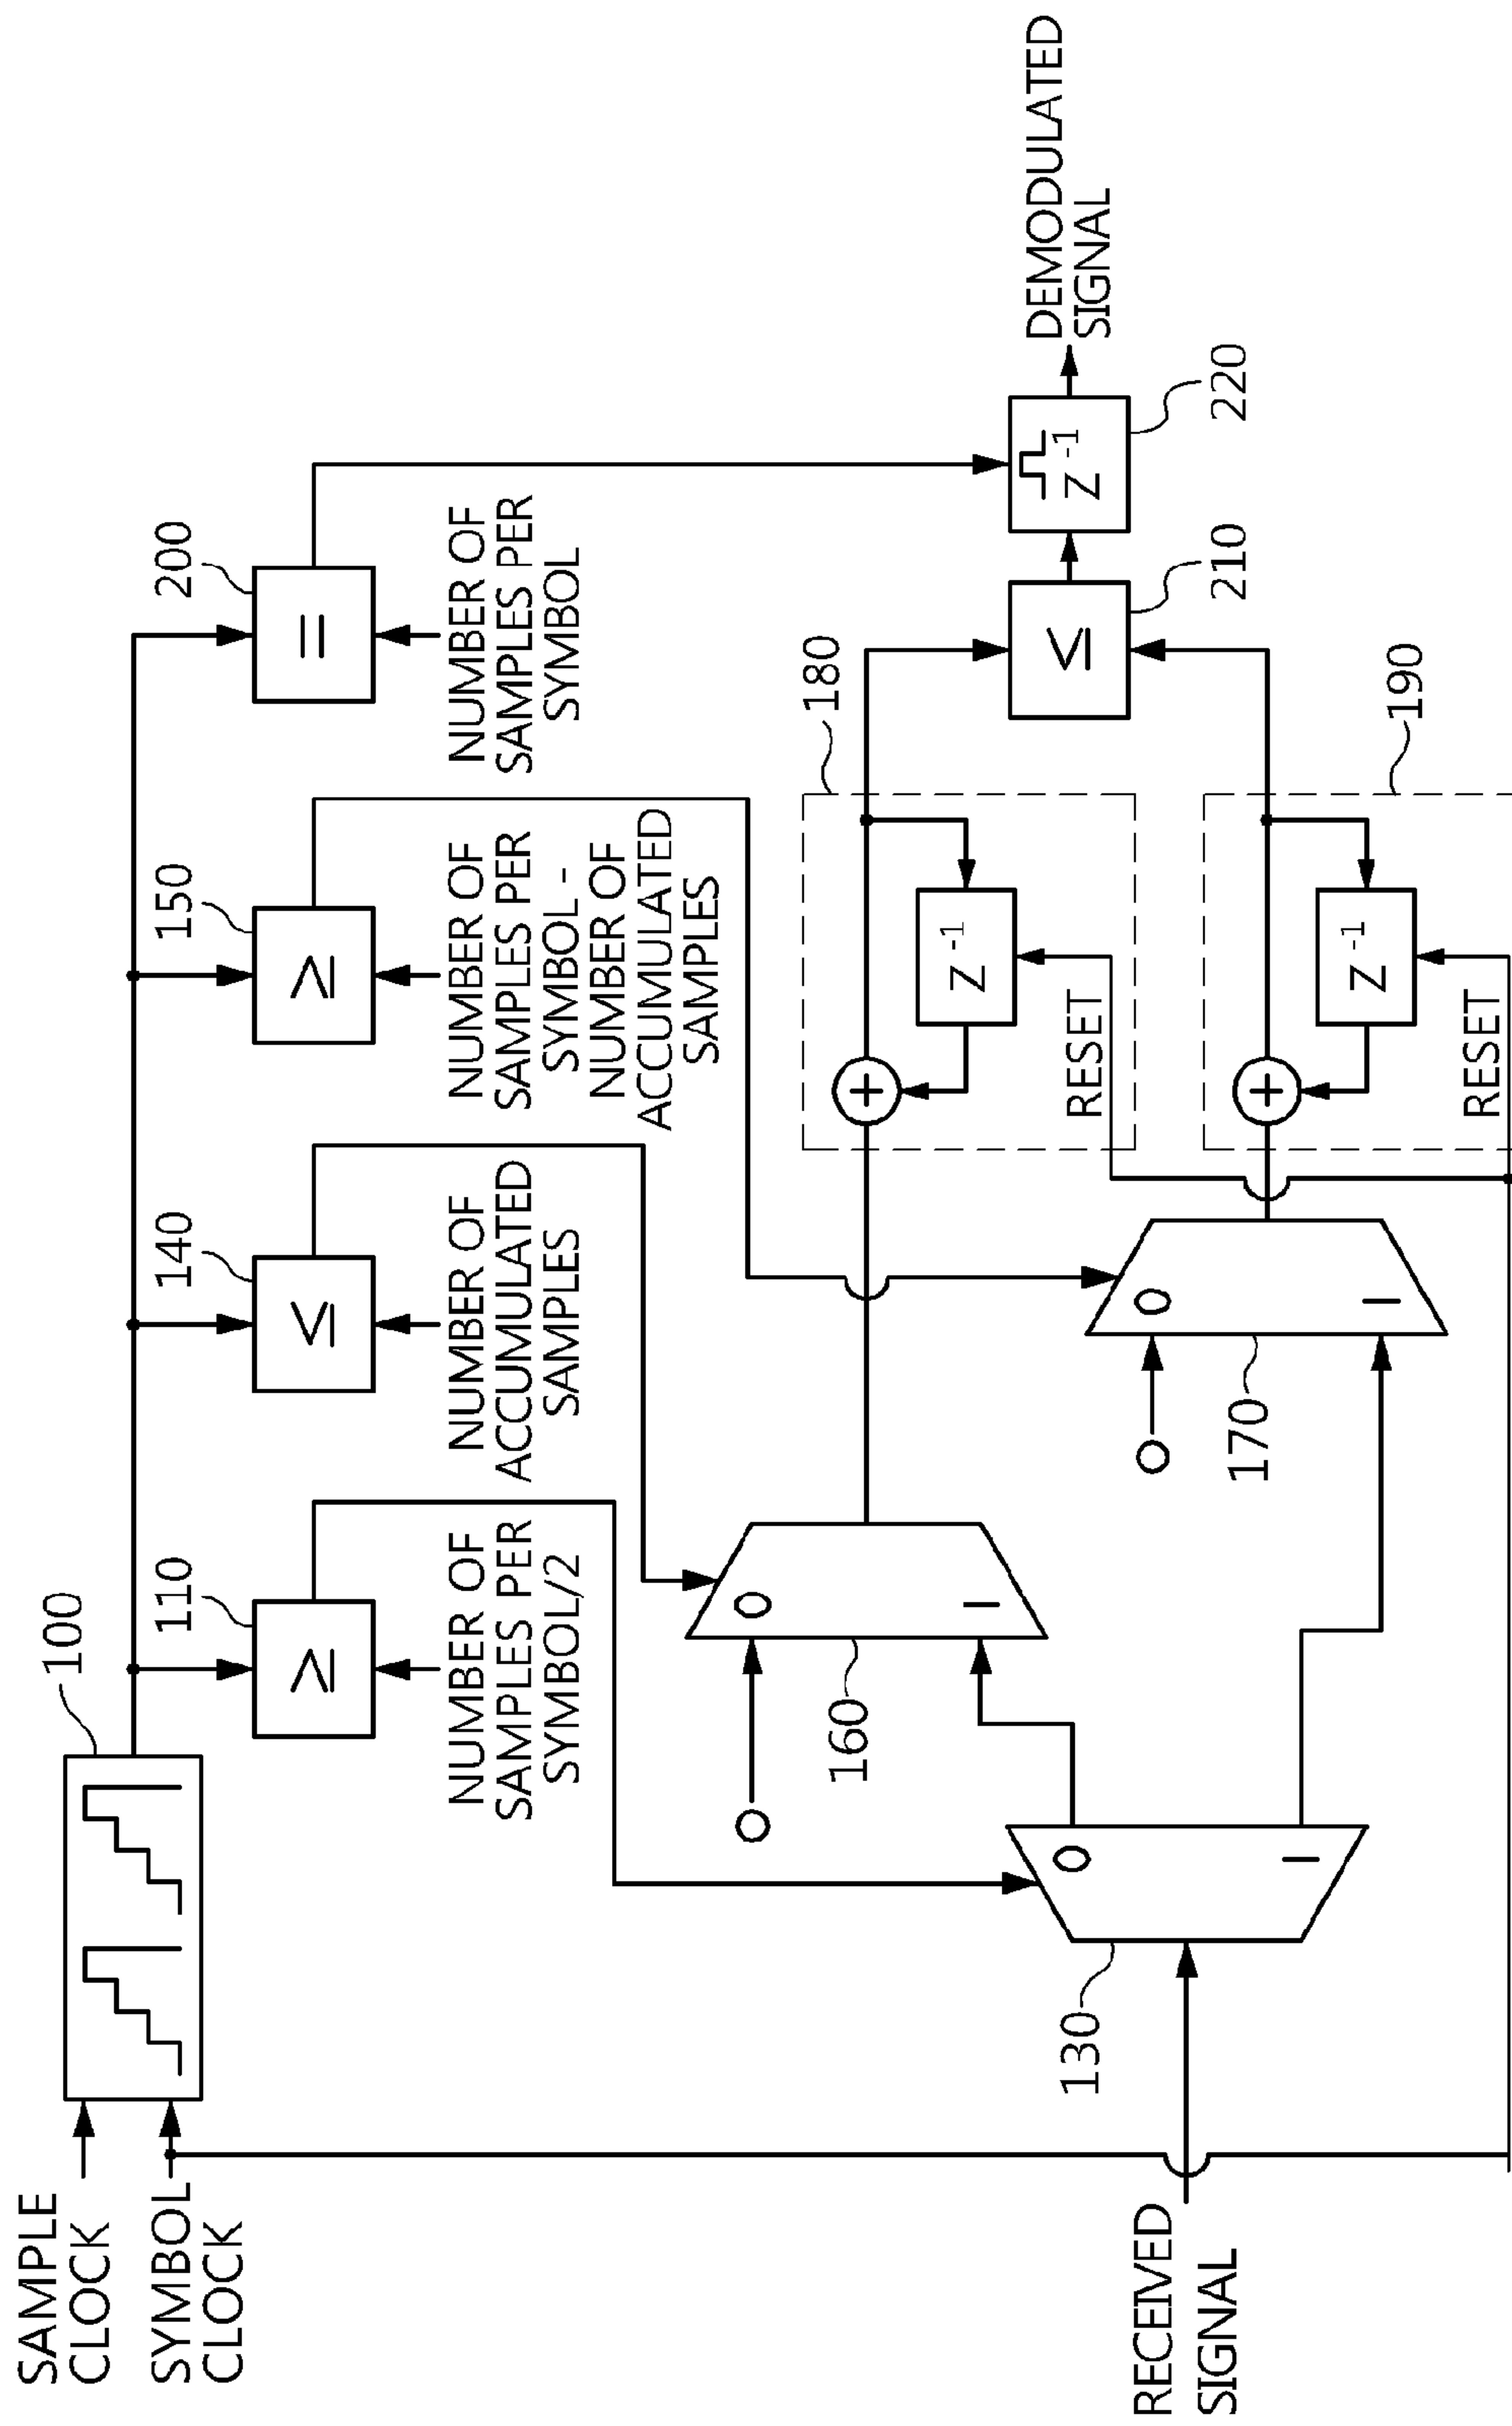 SAMPLE
CLOCK
SYMBOL
CLOCK
100
110
≥
NUMBER OF
SAMPLES PER
SYMBOL/2
140
≤
NUMBER OF
ACCUMULATED
SAMPLES
150
≥
NUMBER OF
SAMPLES PER
SYMBOL -
NUMBER OF
ACCUMULATED
SAMPLES
200
=
NUMBER OF
SAMPLES PER
SYMBOL
RECEIVED
SIGNAL
130
0
1
0
160
0
1
0
170
0
1
180
+
Z⁻¹
RESET
190
+
Z⁻¹
RESET
≤
210
Z⁻¹
220
DEMODULATED
SIGNAL